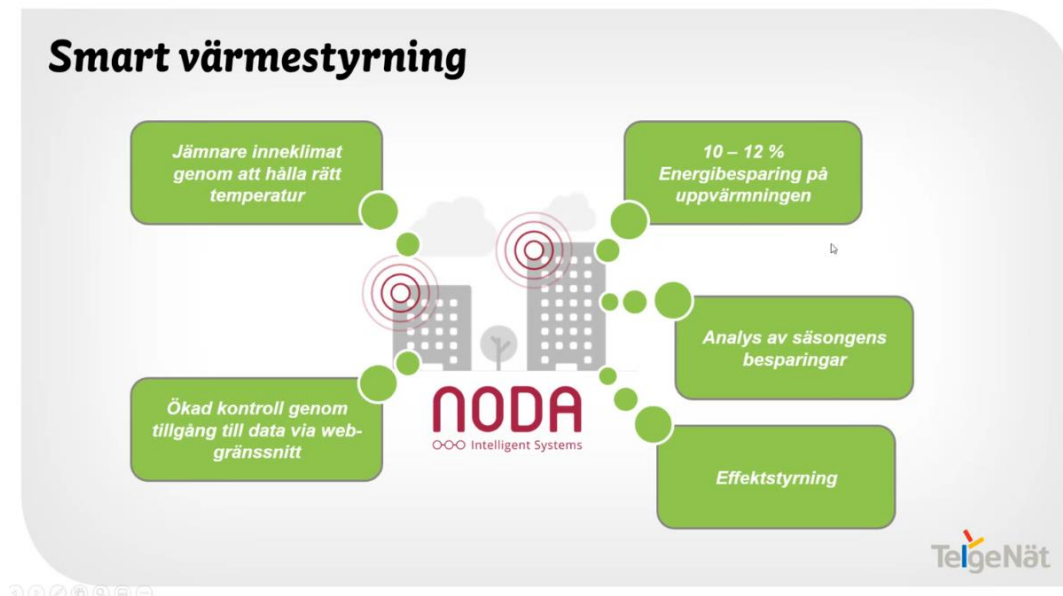 Smart värmestyrning
Jämnare inneklimat
genom att hålla rätt
temperatur
10 – 12 %
Energibesparing på
uppvärmningen
Analys av säsongens
besparingar
Ökad kontroll genom
tillgång till data via web-
gränssnitt
NODA
Intelligent Systems
Effektstyrning
TelgeNät